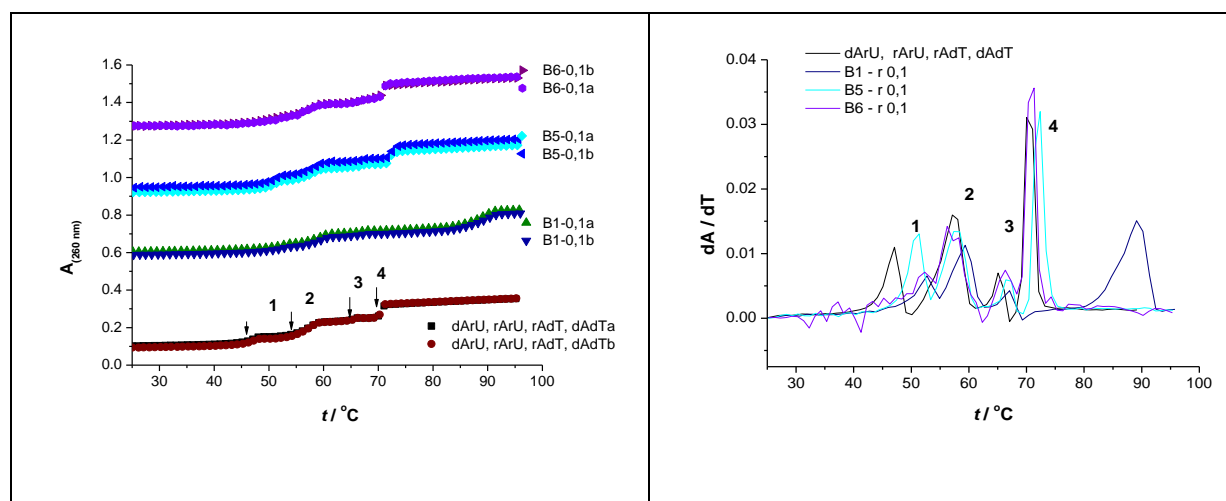 1.6
1.4
1.2
1.0
0.8
0.6
0.4
0.2
0.0
A(260 nm)
30 40 50 60 70 80 90 100
t / °C
B6-0,1b
B6-0,1a
B5-0,1a
B5-0,1b
B1-0,1a
B1-0,1b
1 2 3 4
dArU, rArU, rAdT, dAdTa
dArU, rArU, rAdT, dAdTb
dArU, rArU, rAdT, dAdT
B1 - r 0,1
B5 - r 0,1
B6 - r 0,1
0.04
0.03
0.02
0.01
0.00
dA / dT
1 2 3 4
30 40 50 60 70 80 90 100
t / °C